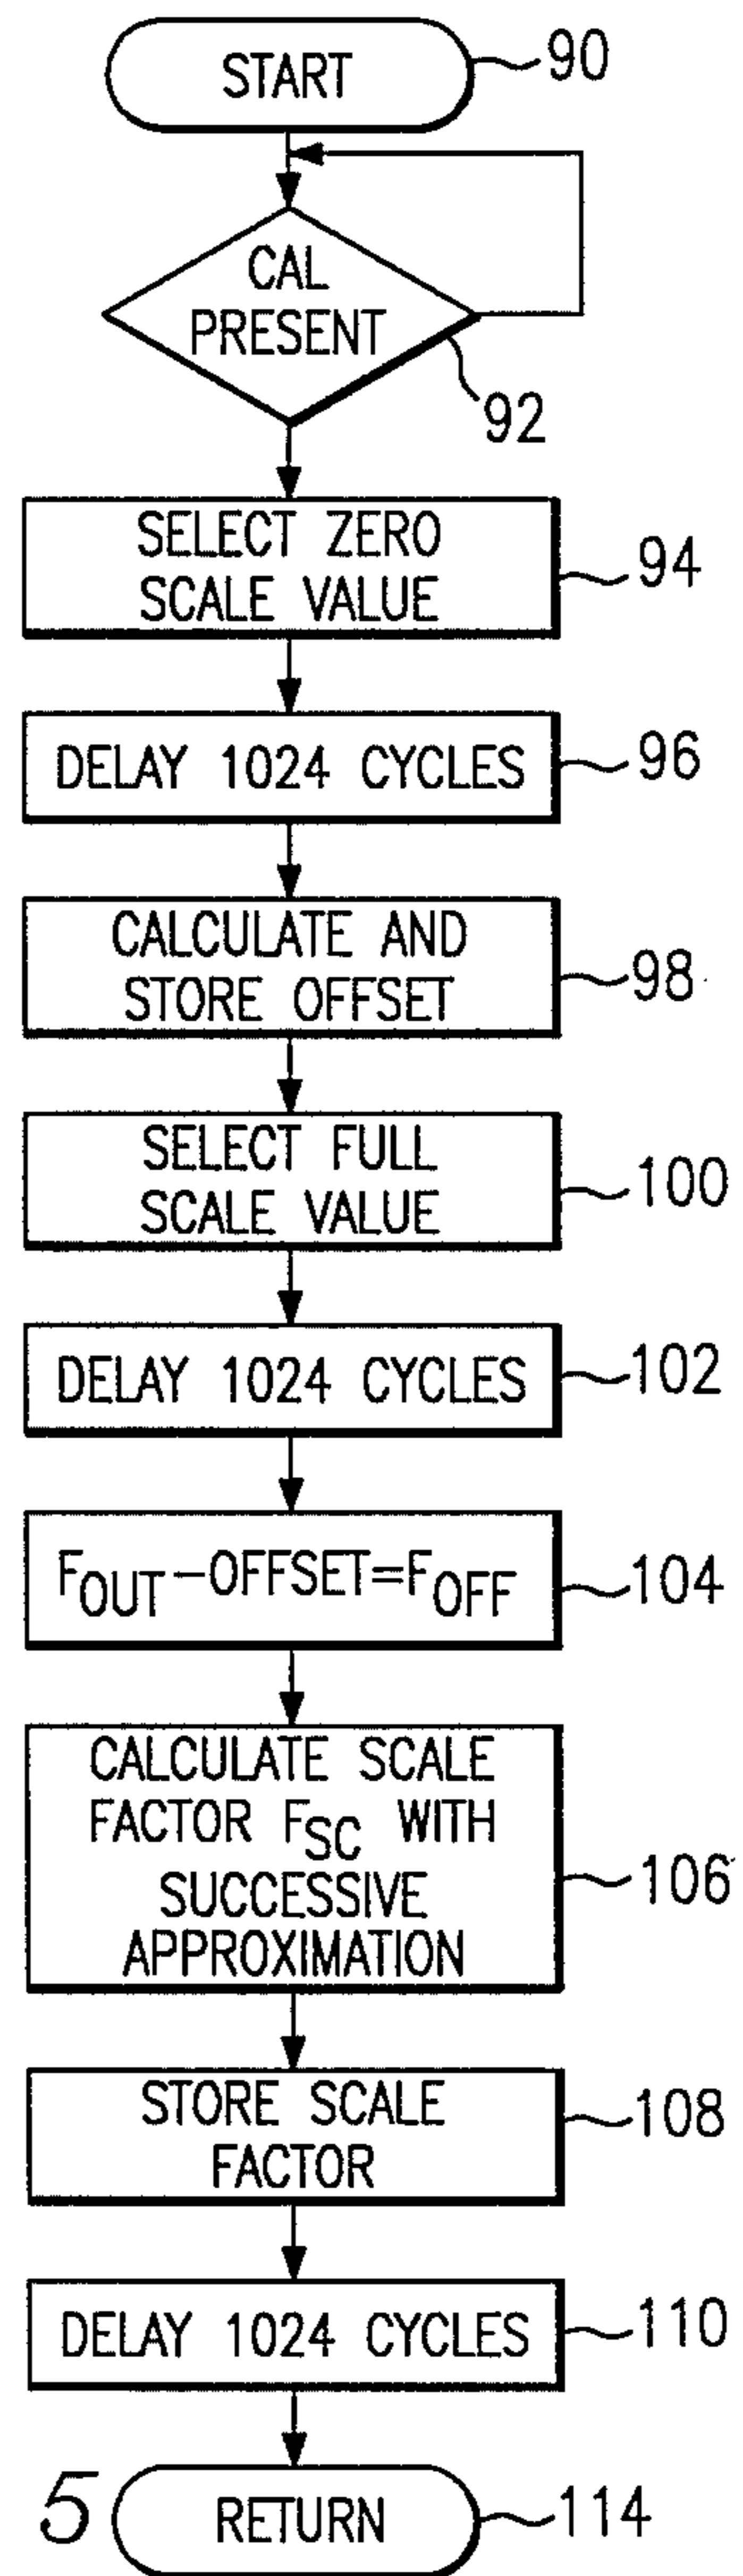 START
90
CAL
PRESENT
92
SELECT ZERO
SCALE VALUE
94
DELAY 1024 CYCLES
96
CALCULATE AND
STORE OFFSET
98
SELECT FULL
SCALE VALUE
100
DELAY 1024 CYCLES
102
FOUT-OFFSET=FOFF
104
CALCULATE SCALE
FACTOR FSC WITH
SUCCESSIVE
APPROXIMATION
106
STORE SCALE
FACTOR
108
DELAY 1024 CYCLES
110
5
RETURN
114